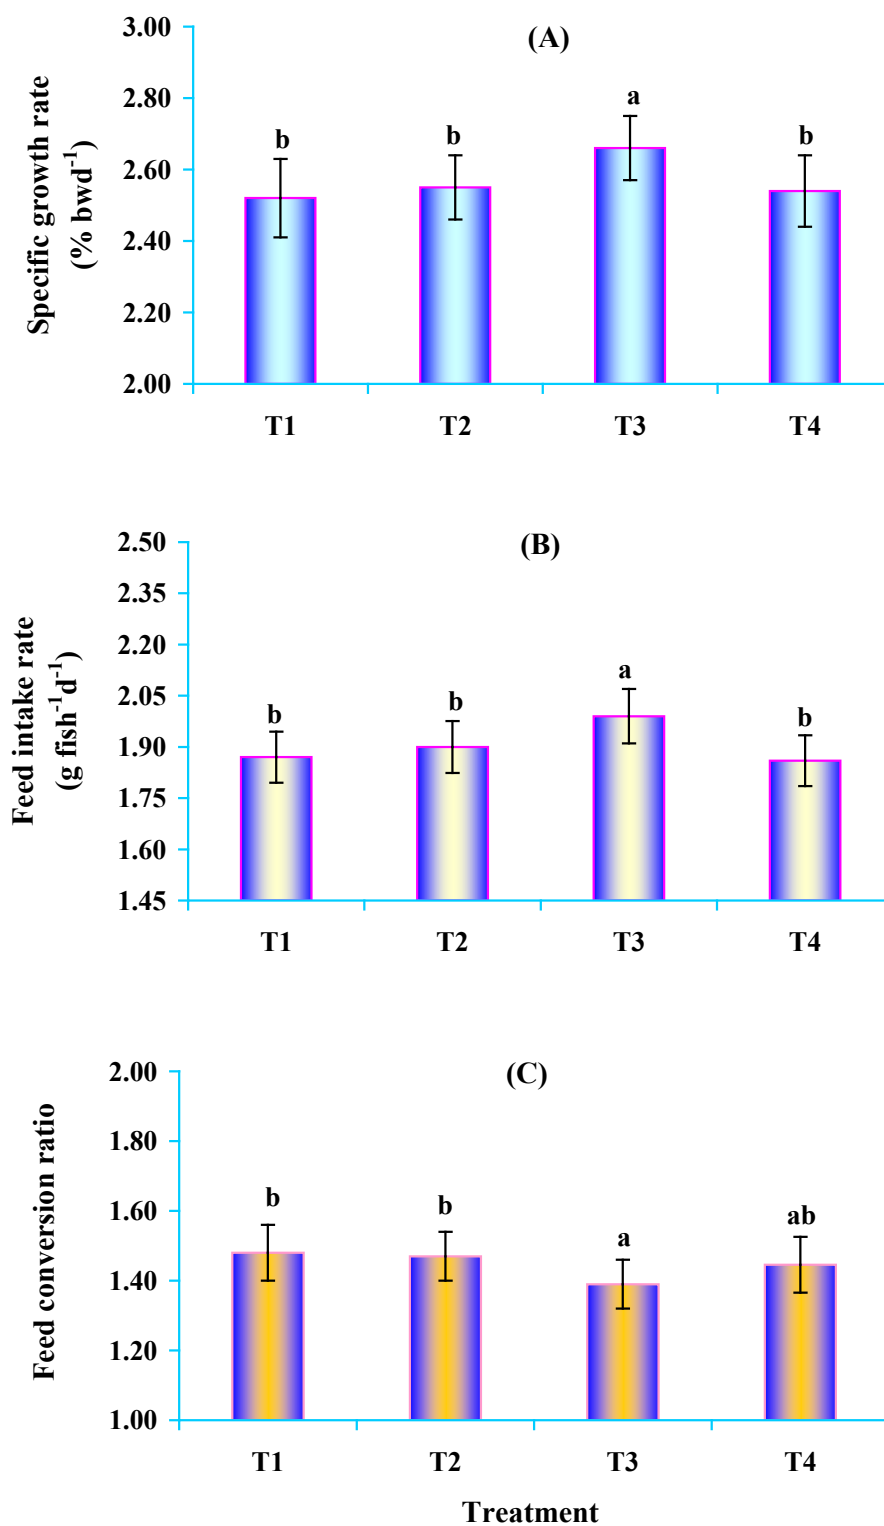 (A)
Specific growth rate
(% bwd⁻¹)
3.00
2.80
2.60
2.40
2.20
2.00
b
b
a
b
T1 T2 T3 T4
(B)
Feed intake rate
(g fish⁻¹d⁻¹)
2.50
2.35
2.20
2.05
1.90
1.75
1.60
1.45
b
b
a
b
T1 T2 T3 T4
(C)
Feed conversion ratio
2.00
1.80
1.60
1.40
1.20
1.00
b
b
a
ab
T1 T2 T3 T4
Treatment